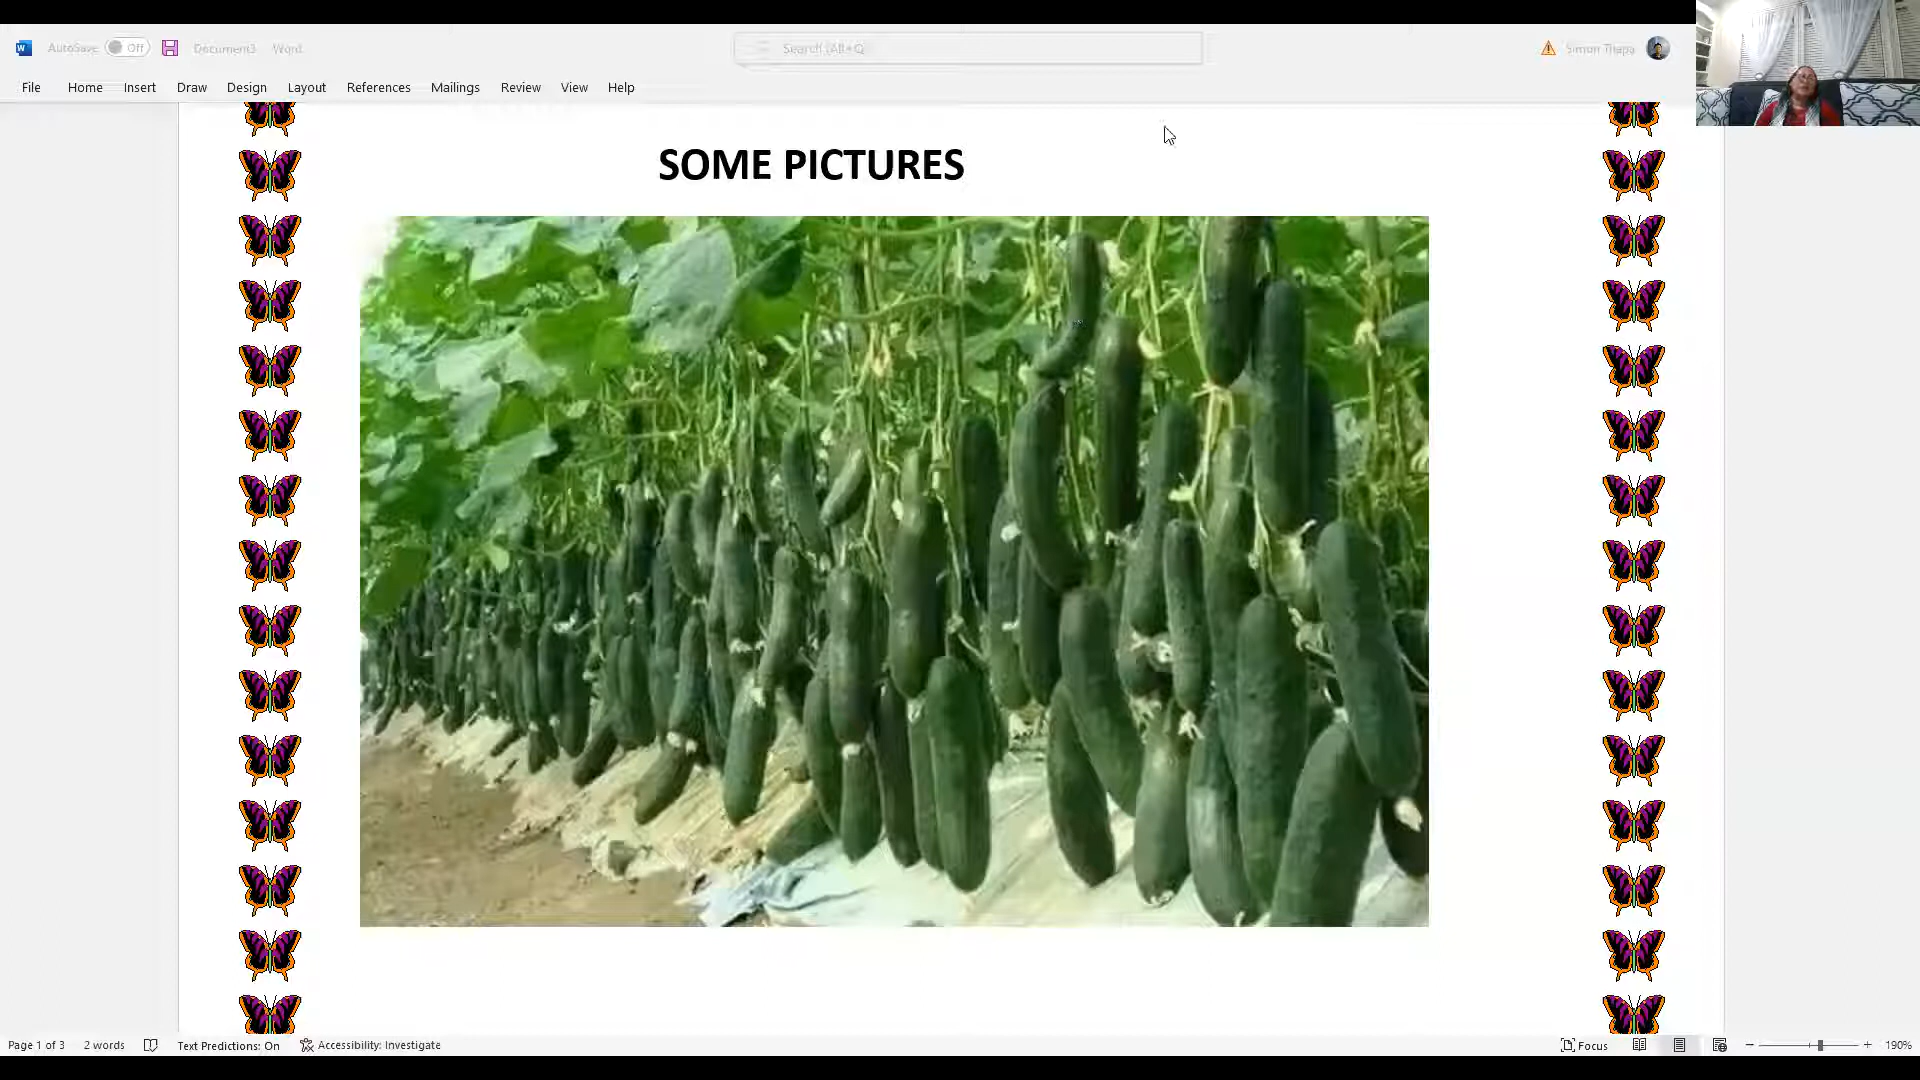 AutoSave Off Document3 Word Search (Alt+Q) Simon Thapa
File Home Insert Draw Design Layout References Mailings Review View Help
SOME PICTURES
Page 1 of 3 2 words Text Predictions: On Accessibility: Investigate Focus 190%